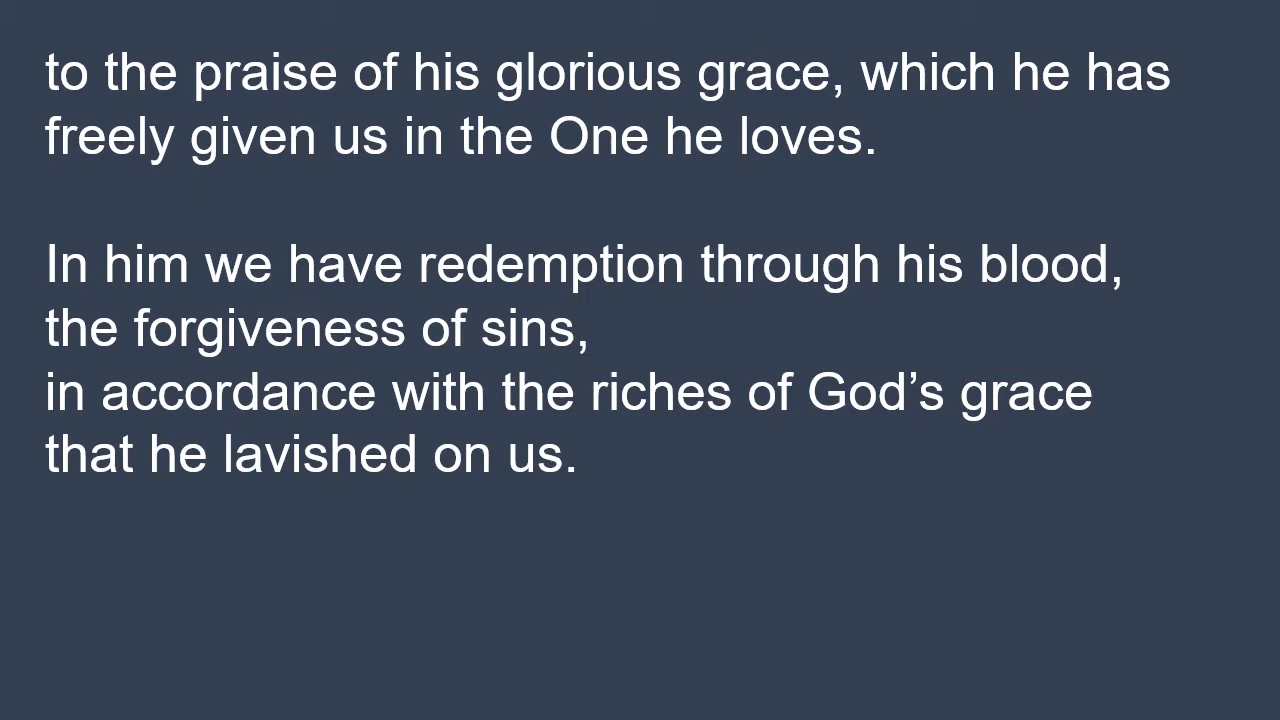 to the praise of his glorious grace, which he has
freely given us in the One he loves.
In him we have redemption through his blood,
the forgiveness of sins,
in accordance with the riches of God’s grace
that he lavished on us.